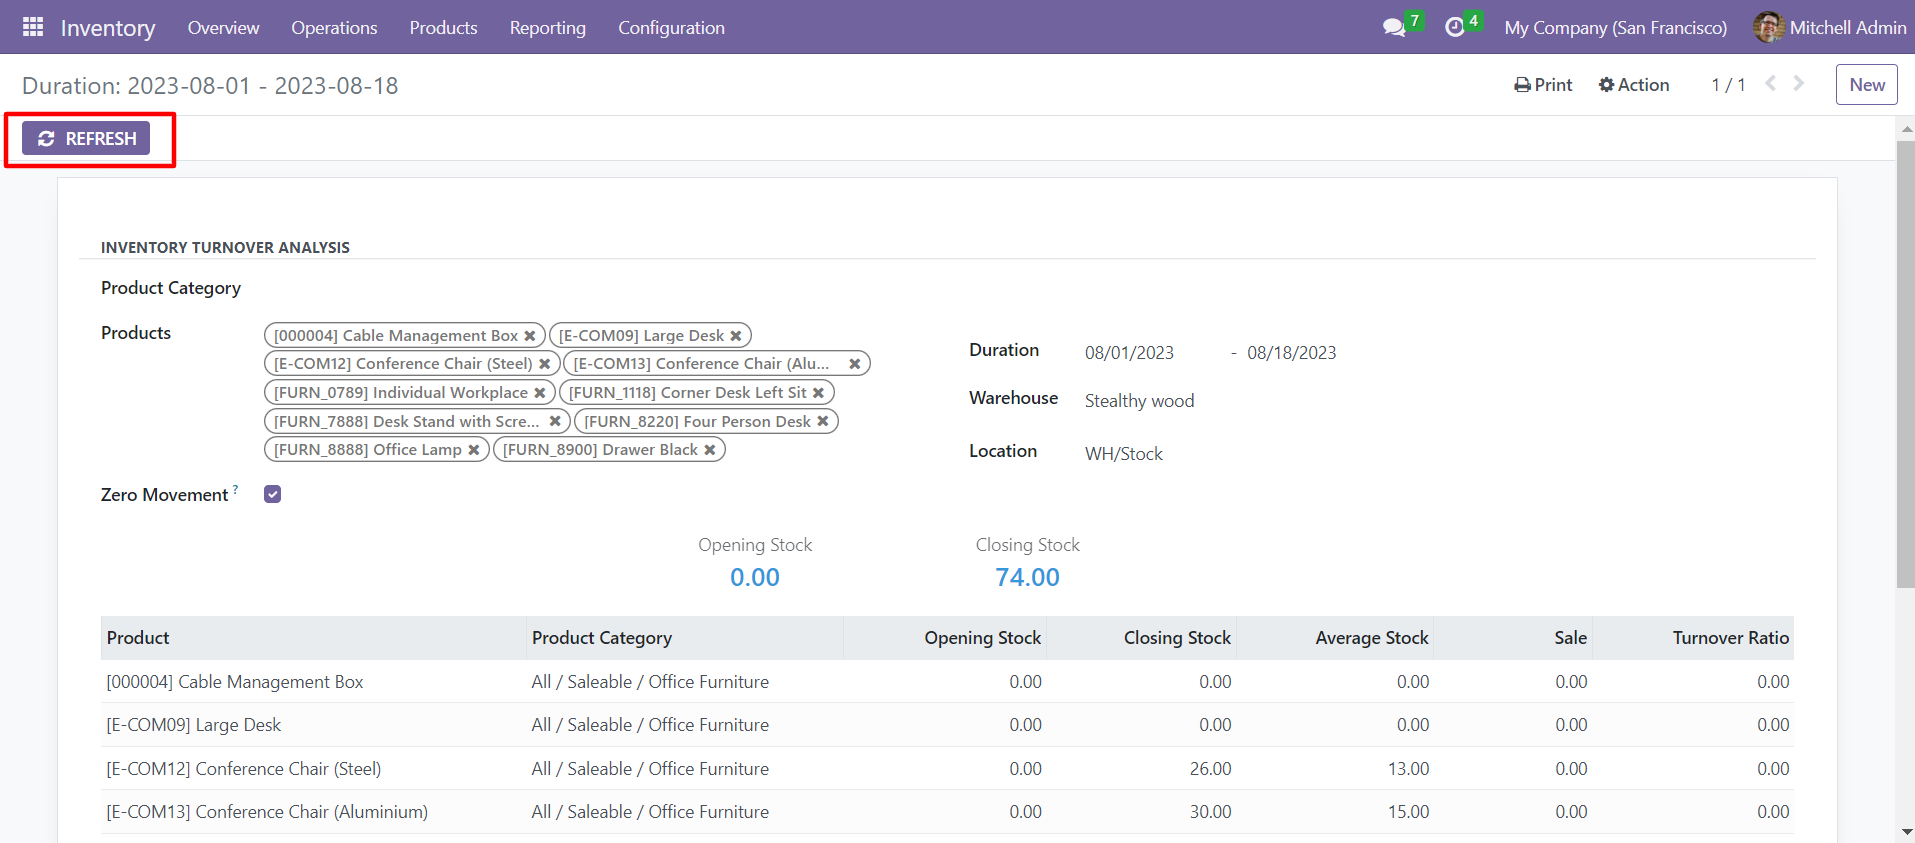 Inventory Overview Operations Products Reporting Configuration 7 4 My Company (San Francisco) Mitchell Admin
Duration: 2023-08-01 - 2023-08-18 Print Action 1 / 1 New
REFRESH
INVENTORY TURNOVER ANALYSIS
Product Category
Products
[000004] Cable Management Box [E-COM09] Large Desk
[E-COM12] Conference Chair (Steel) [E-COM13] Conference Chair (Alu...
[FURN_0789] Individual Workplace [FURN_1118] Corner Desk Left Sit
[FURN_7888] Desk Stand with Scre... [FURN_8220] Four Person Desk
[FURN_8888] Office Lamp [FURN_8900] Drawer Black
Duration 08/01/2023 - 08/18/2023
Warehouse Stealthy wood
Location WH/Stock
Zero Movement ?
Opening Stock Closing Stock
0.00 74.00
Product Product Category Opening Stock Closing Stock Average Stock Sale Turnover Ratio
[000004] Cable Management Box All / Saleable / Office Furniture 0.00 0.00 0.00 0.00 0.00
[E-COM09] Large Desk All / Saleable / Office Furniture 0.00 0.00 0.00 0.00 0.00
[E-COM12] Conference Chair (Steel) All / Saleable / Office Furniture 0.00 26.00 13.00 0.00 0.00
[E-COM13] Conference Chair (Aluminium) All / Saleable / Office Furniture 0.00 30.00 15.00 0.00 0.00